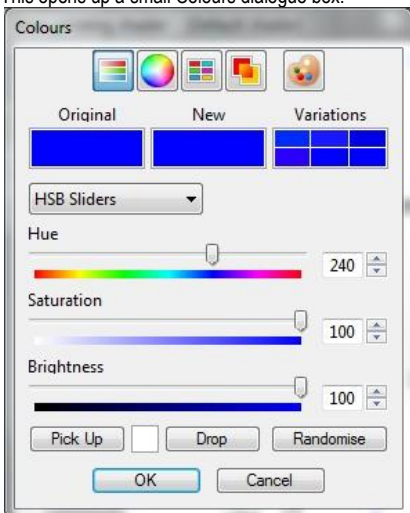 This opens up a small Colours dialogue box.
Colours
Original New Variations
HSB Sliders
Hue
240
Saturation
100
Brightness
100
Pick Up Drop Randomise
OK Cancel